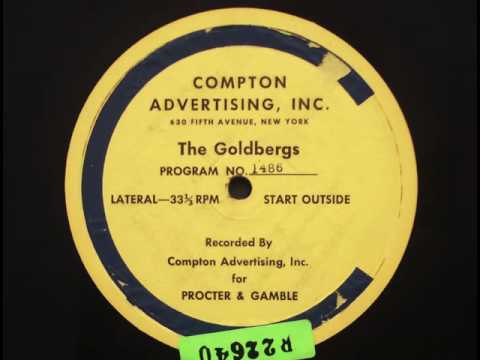 COMPTON
ADVERTISING, INC.
630 FIFTH AVENUE, NEW YORK
The Goldbergs
PROGRAM NO. 1486
LATERAL—33⅓ RPM START OUTSIDE
Recorded By
Compton Advertising, Inc.
for
PROCTER & GAMBLE
R22640